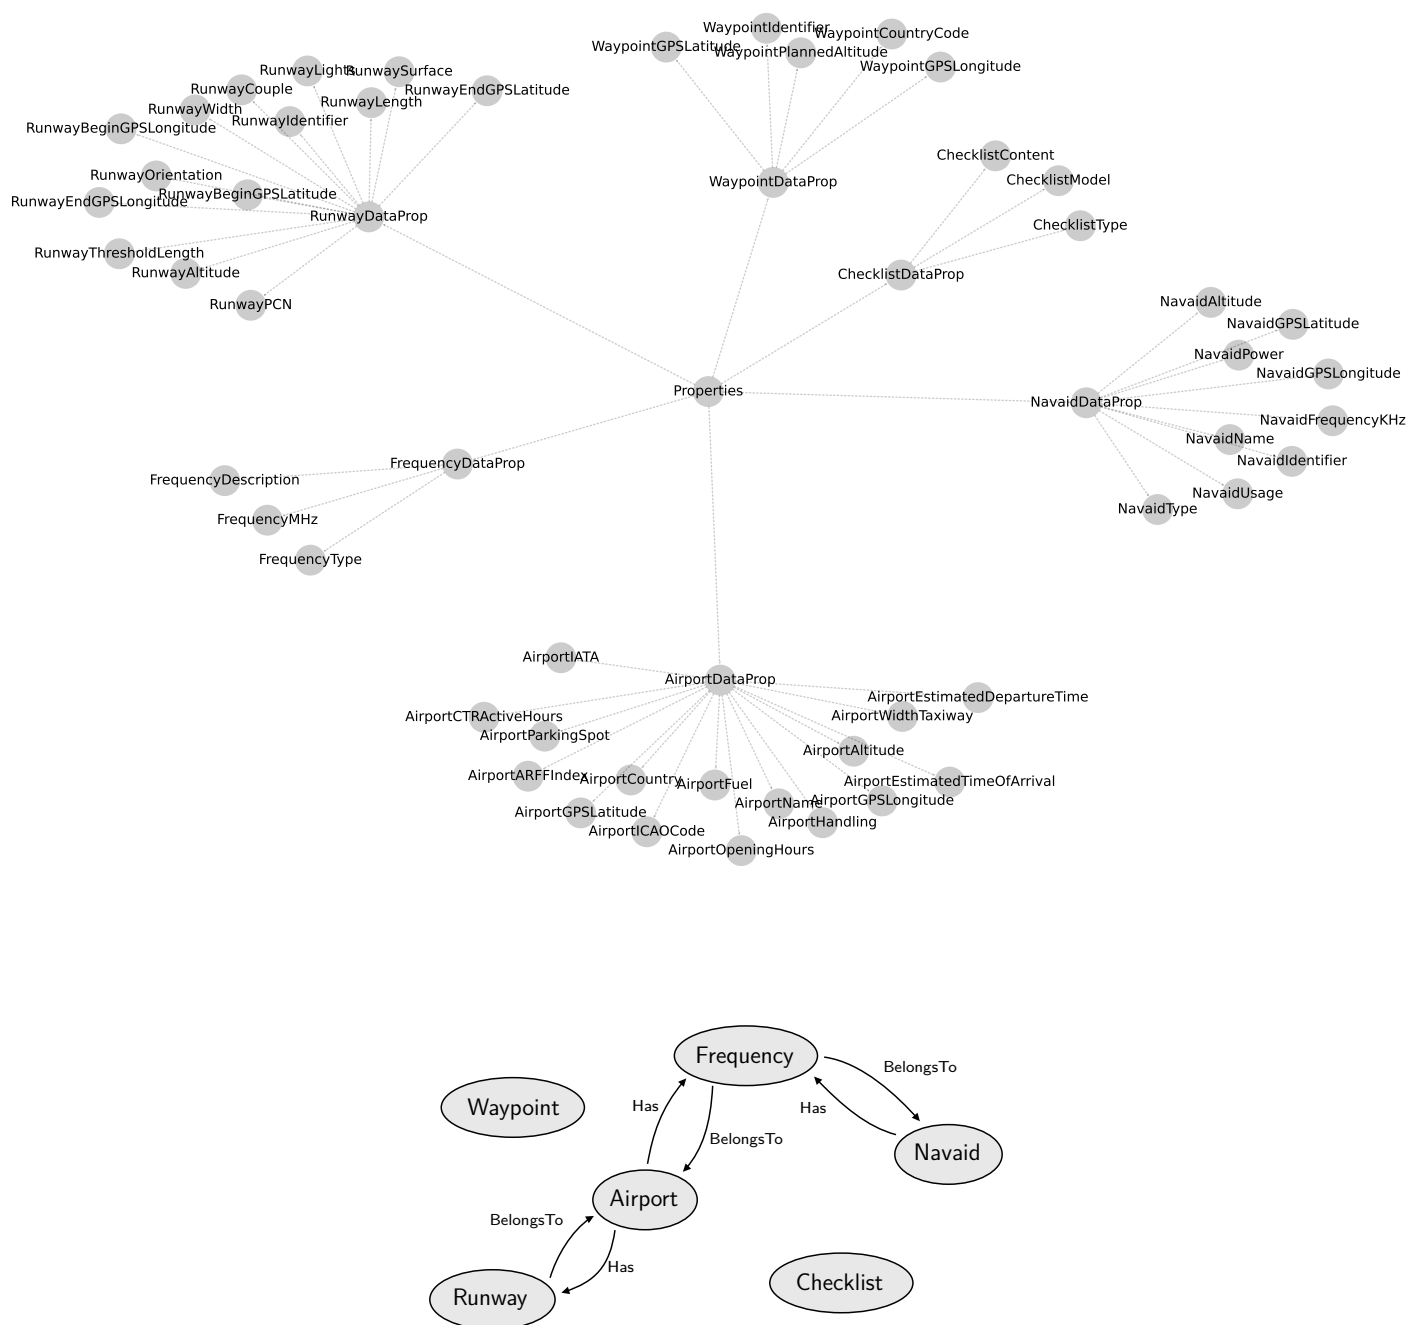 WaypointIdentifier
WaypointCountryCode
WaypointGPSLatitude
WaypointPlannedAltitude
WaypointGPSLongitude
RunwayLights
RunwaySurface
RunwayCouple
RunwayEndGPSLatitude
RunwayLength
RunwayWidth
RunwayIdentifier
RunwayBeginGPSLongitude
ChecklistContent
RunwayOrientation
ChecklistModel
WaypointDataProp
RunwayBeginGPSLatitude
RunwayEndGPSLongitude
RunwayDataProp
ChecklistType
RunwayThresholdLength
RunwayAltitude
ChecklistDataProp
RunwayPCN
NavaidAltitude
NavaidGPSLatitude
NavaidPower
NavaidGPSLongitude
Properties
NavaidDataProp
NavaidFrequencyKHz
NavaidName
NavaidIdentifier
FrequencyDataProp
FrequencyDescription
NavaidUsage
NavaidType
FrequencyMHz
FrequencyType
AirportIATA
AirportDataProp
AirportEstimatedDepartureTime
AirportCTRActiveHours
AirportWidthTaxiway
AirportParkingSpot
AirportAltitude
AirportARFFIndex
AirportCountry
AirportFuel
AirportEstimatedTimeOfArrival
AirportGPSLatitude
AirportName
AirportGPSLongitude
AirportICAOCode
AirportHandling
AirportOpeningHours
Frequency
BelongsTo
Waypoint
Has
Has
BelongsTo
Navaid
Airport
BelongsTo
Has
Checklist
Runway